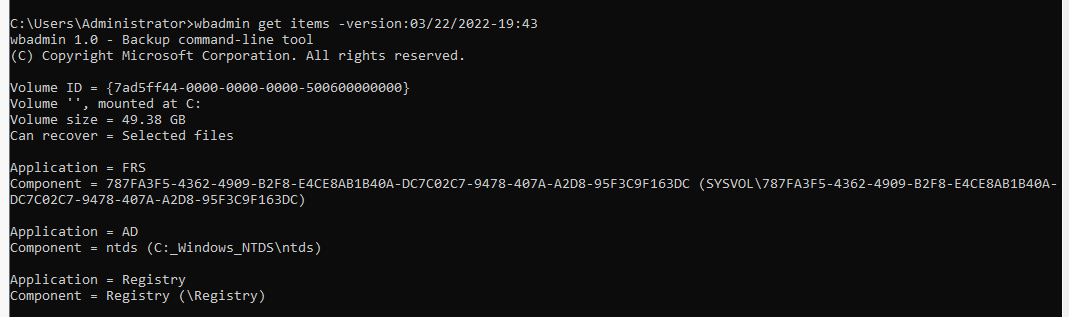 C:\Users\Administrator>wbadmin get items -version:03/22/2022-19:43
wbadmin 1.0 - Backup command-line tool
(C) Copyright Microsoft Corporation. All rights reserved.
Volume ID = {7ad5ff44-0000-0000-0000-500600000000}
Volume '', mounted at C:
Volume size = 49.38 GB
Can recover = Selected files
Application = FRS
Component = 787FA3F5-4362-4909-B2F8-E4CE8AB1B40A-DC7C02C7-9478-407A-A2D8-95F3C9F163DC (SYSVOL\787FA3F5-4362-4909-B2F8-E4CE8AB1B40A-
DC7C02C7-9478-407A-A2D8-95F3C9F163DC)
Application = AD
Component = ntds (C:_Windows_NTDS\ntds)
Application = Registry
Component = Registry (\Registry)